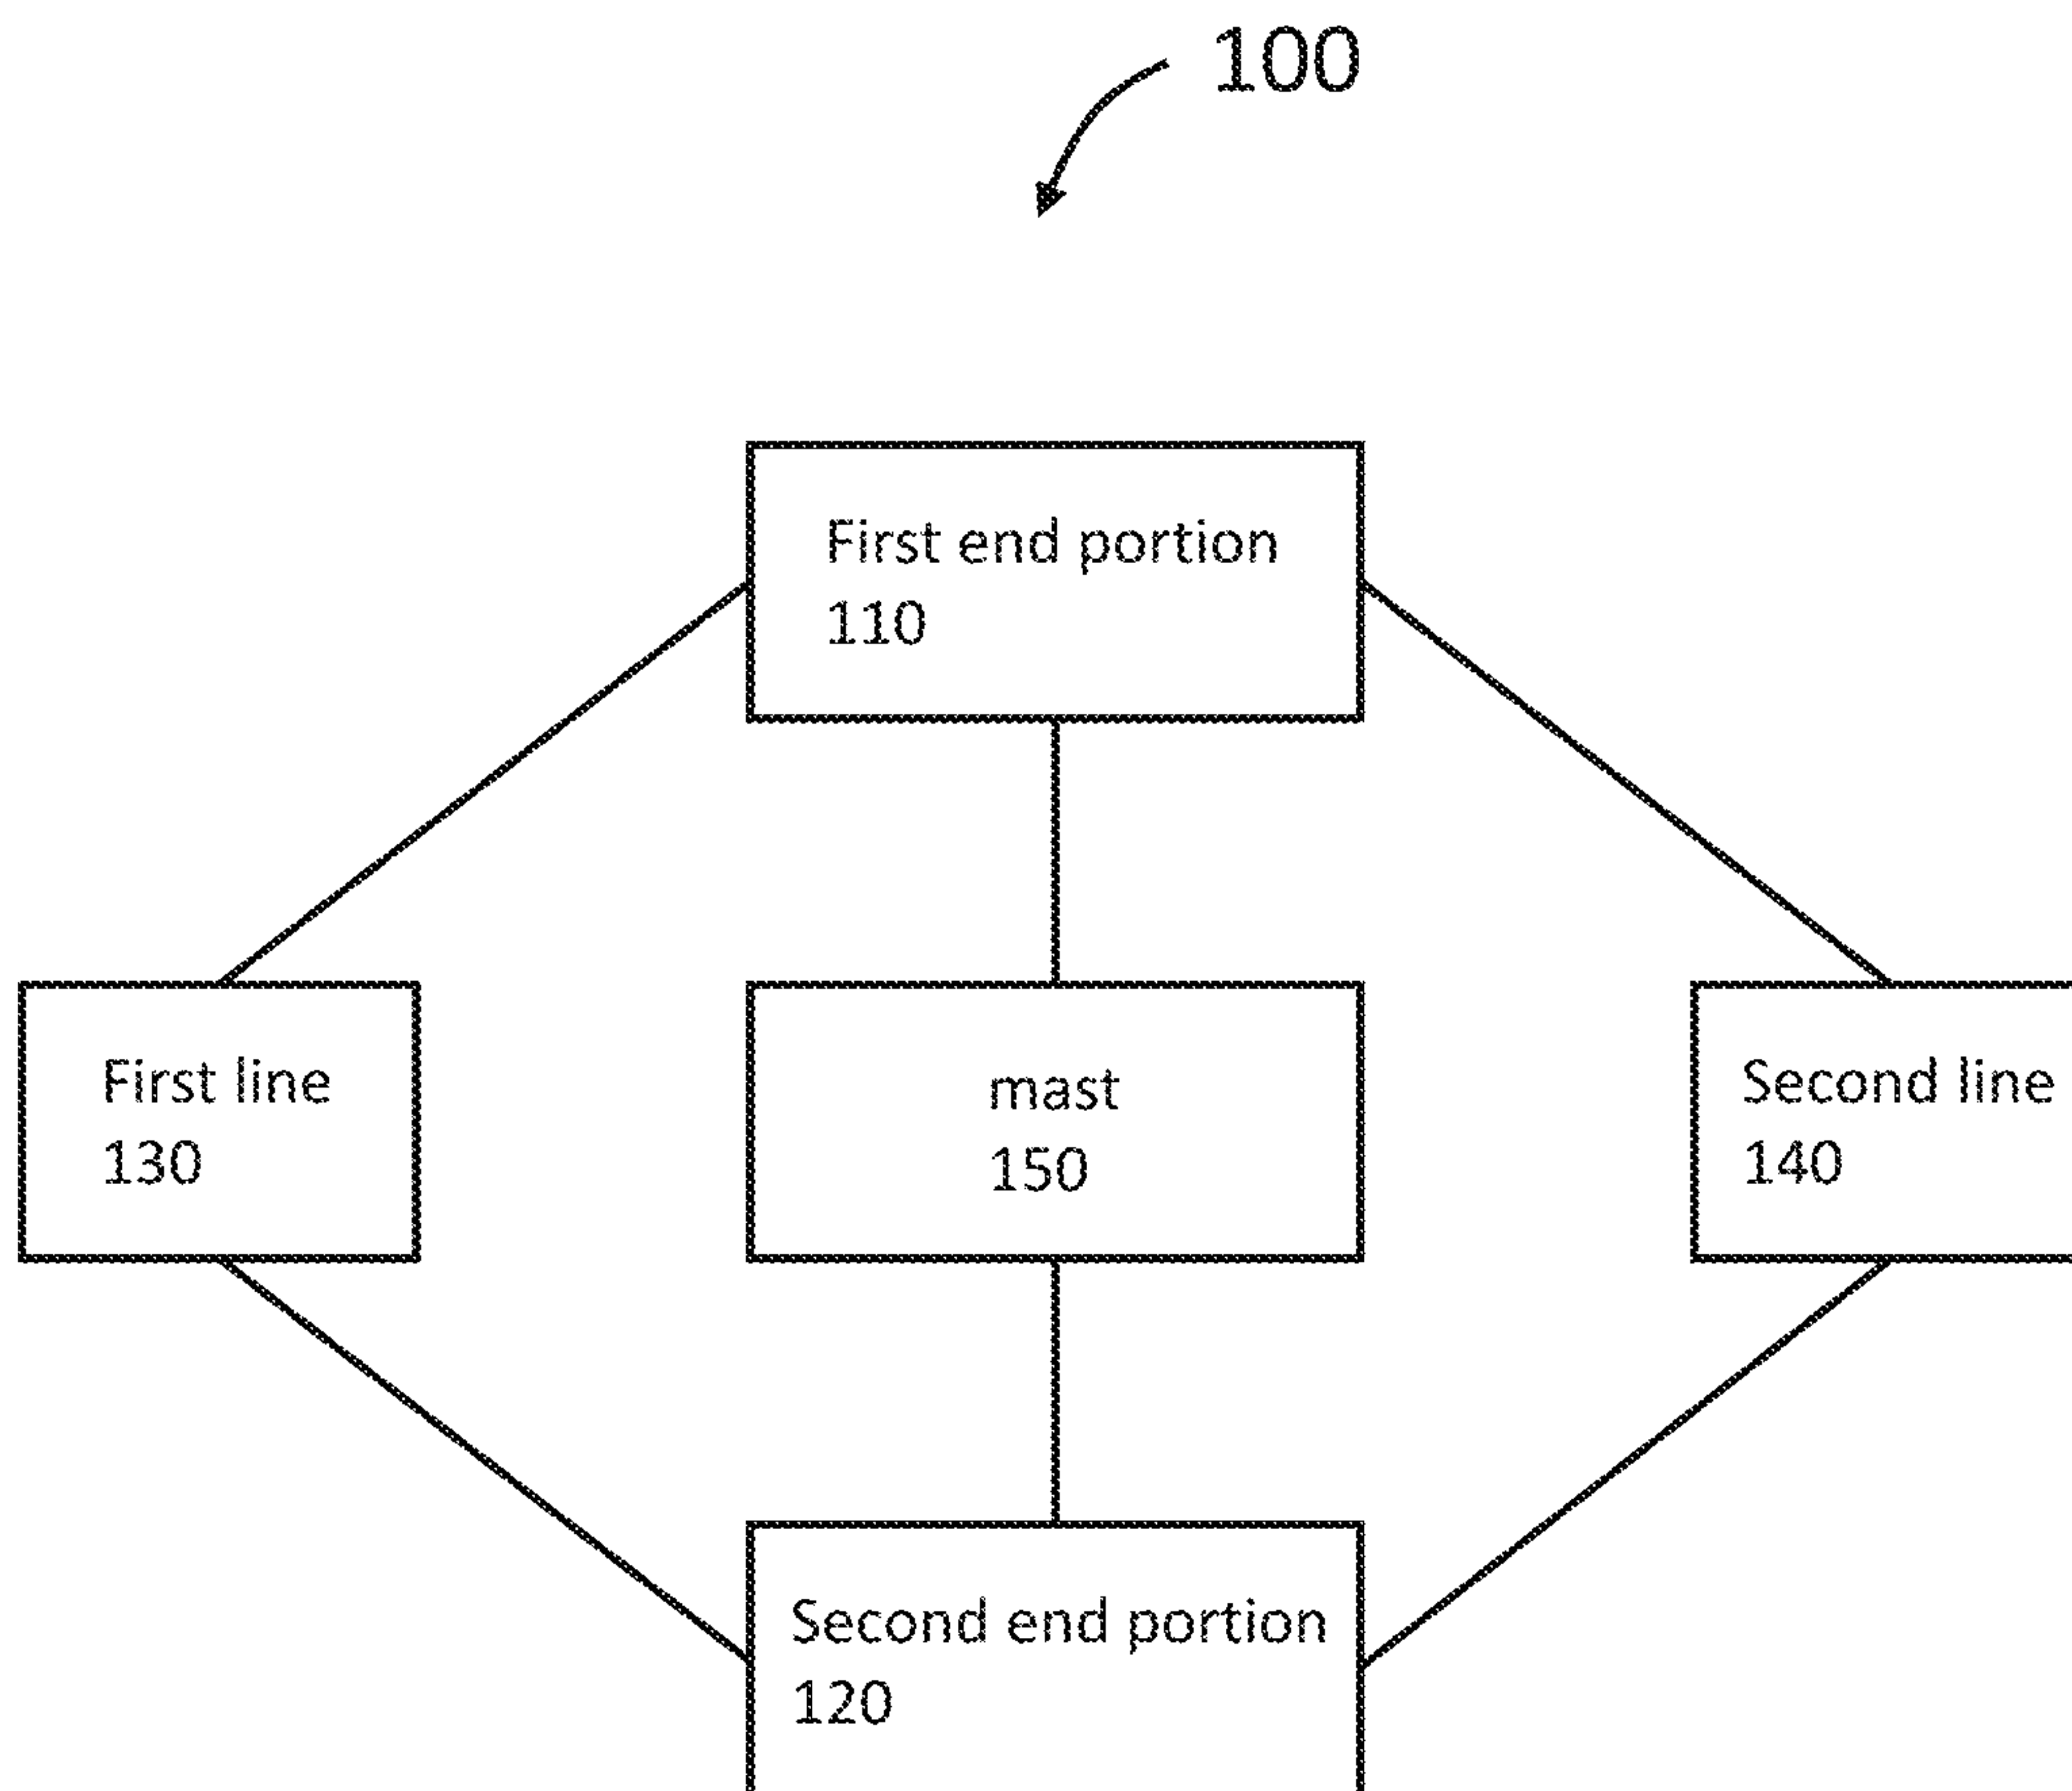 100
First end portion
110
First line
130
mast
150
Second line
140
Second end portion
120